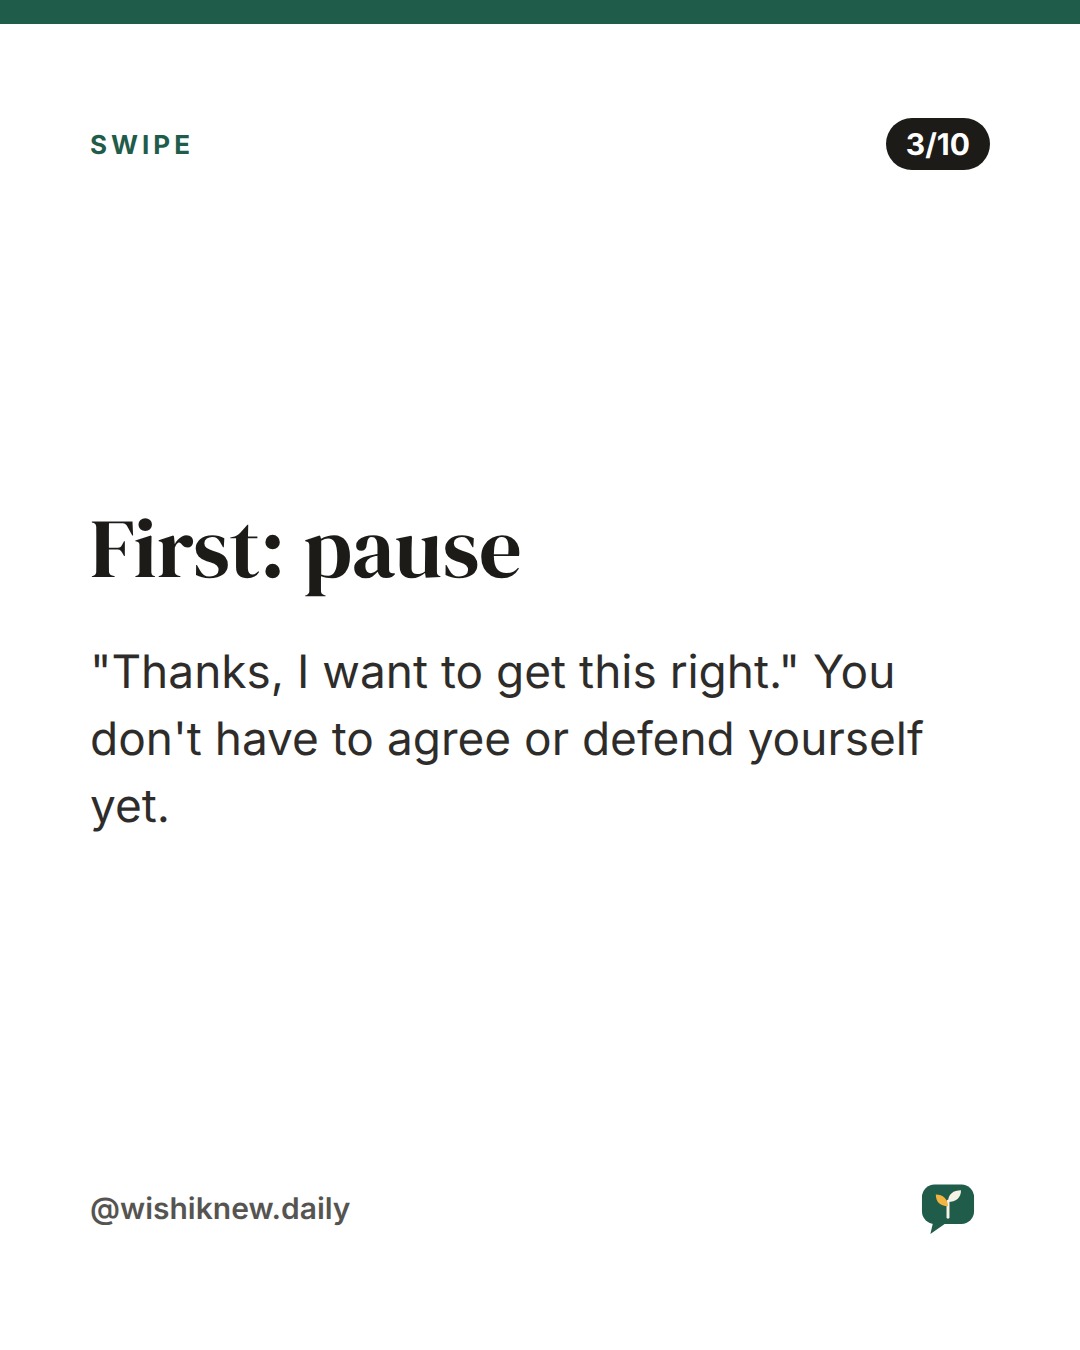 SWIPE
3/10
First: pause
"Thanks, I want to get this right." You
don't have to agree or defend yourself
yet.
@wishiknew.daily